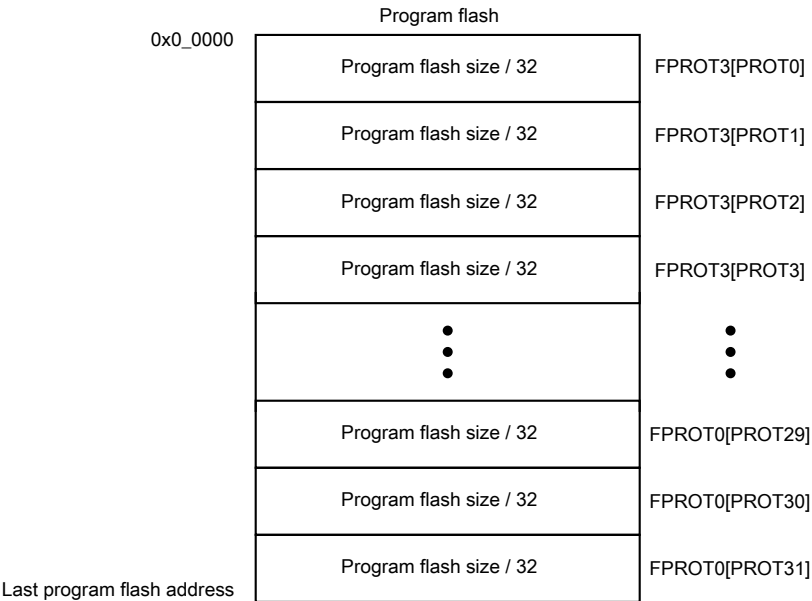 Program flash
0x0_0000
Program flash size / 32 FPROT3[PROT0]
Program flash size / 32 FPROT3[PROT1]
Program flash size / 32 FPROT3[PROT2]
Program flash size / 32 FPROT3[PROT3]
Program flash size / 32 FPROT0[PROT29]
Program flash size / 32 FPROT0[PROT30]
Program flash size / 32 FPROT0[PROT31]
Last program flash address